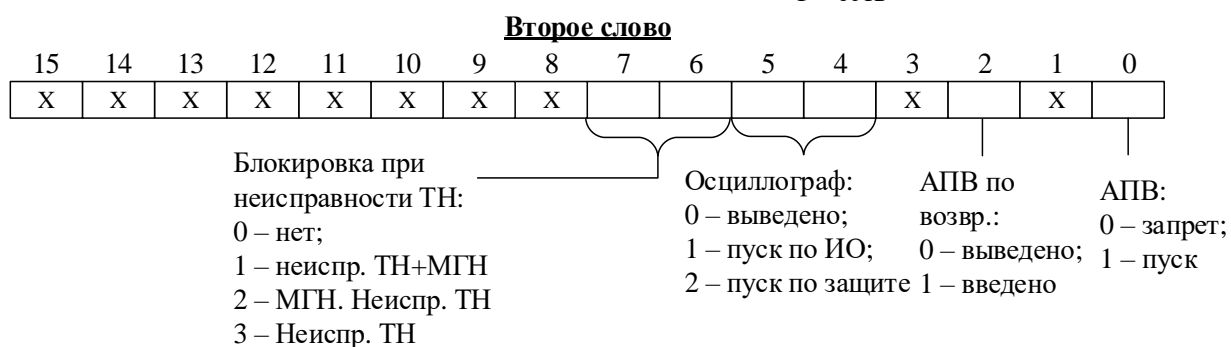 Второе слово
15 14 13 12 11 10 9 8 7 6 5 4 3 2 1 0
X X X X X X X X X X
Блокировка при
неисправности ТН:
0 – нет;
1 – неиспр. ТН+МГН
2 – МГН. Неиспр. ТН
3 – Неиспр. ТН
Осциллограф:
0 – выведено;
1 – пуск по ИО;
2 – пуск по защите
АПВ по
возвр.:
0 – выведено;
1 – введено
АПВ:
0 – запрет;
1 – пуск